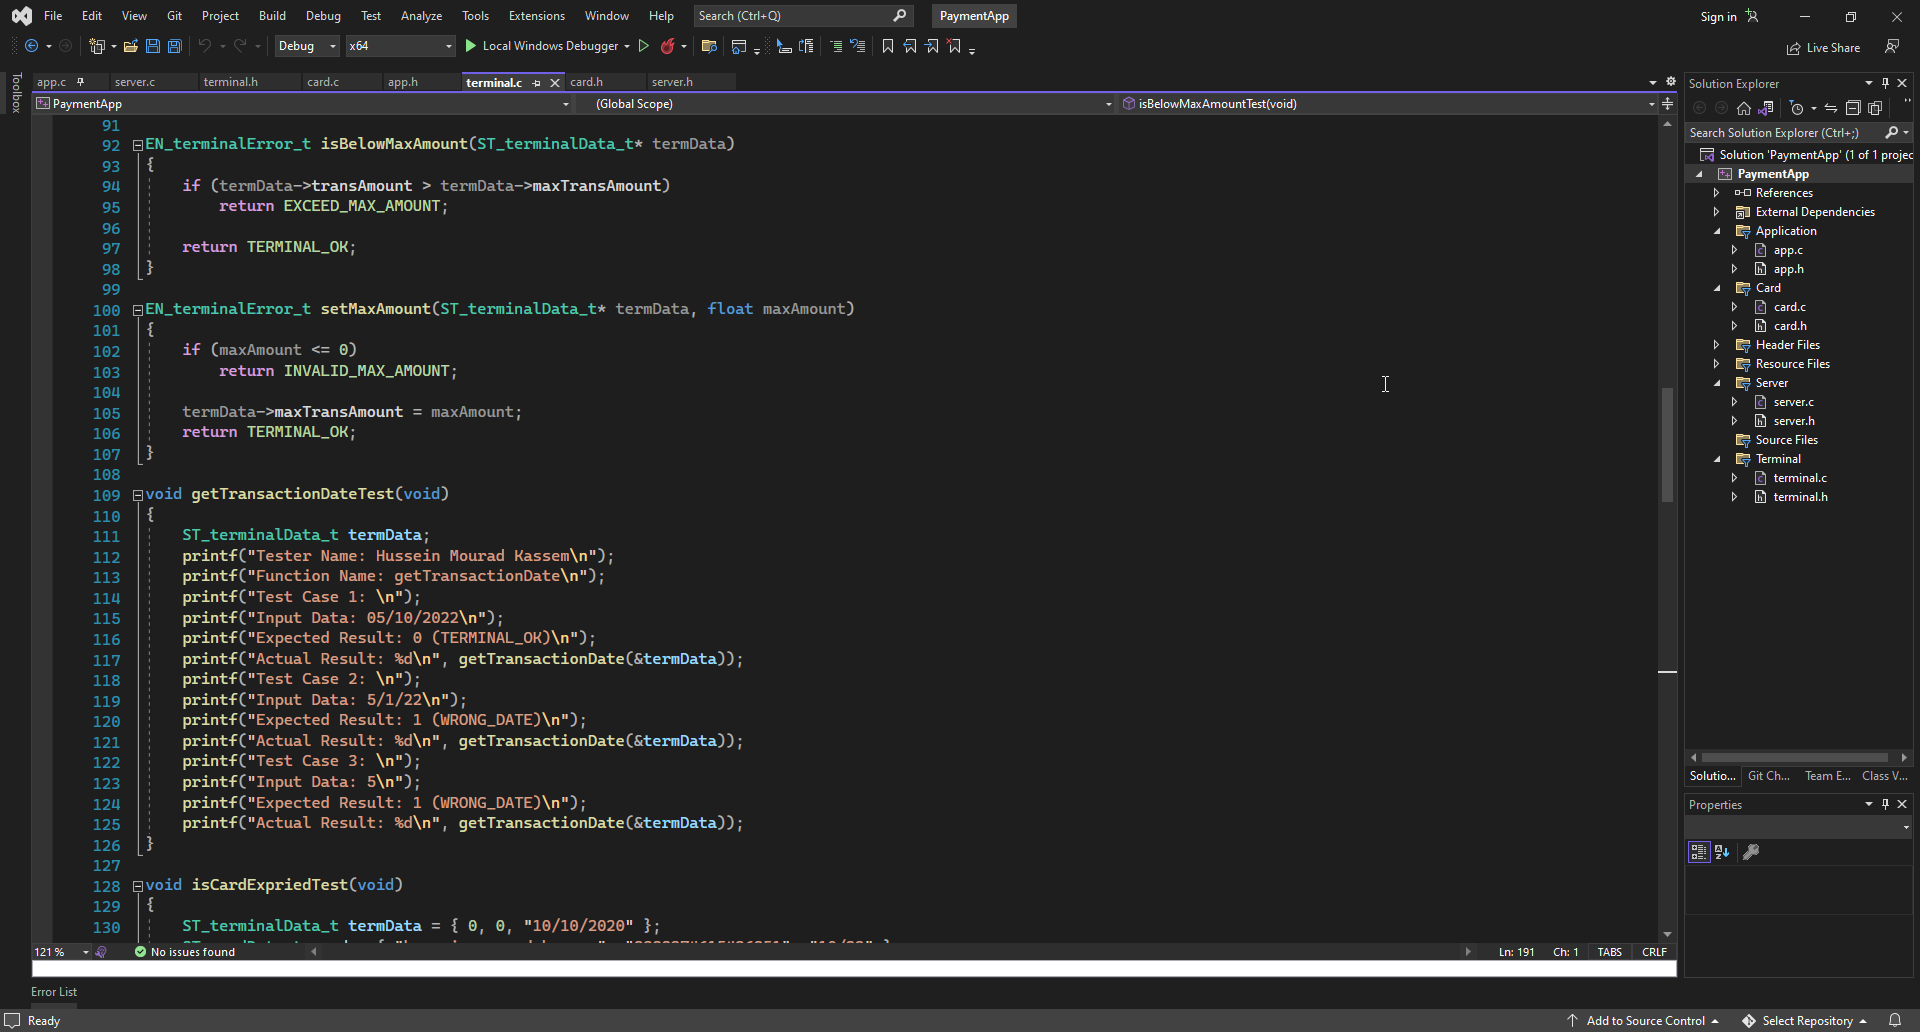 File Edit View Git Project Build Debug Test Analyze Tools Extensions Window Help Search (Ctrl+Q) PaymentApp Sign in
Debug x64 Local Windows Debugger Live Share
Toolbox
app.c server.c terminal.h card.c app.h terminal.c card.h server.h
PaymentApp (Global Scope) isBelowMaxAmountTest(void)
91
92 EN_terminalError_t isBelowMaxAmount(ST_terminalData_t* termData)
93 {
94 if (termData->transAmount > termData->maxTransAmount)
95 return EXCEED_MAX_AMOUNT;
96
97 return TERMINAL_OK;
98 }
99
100 EN_terminalError_t setMaxAmount(ST_terminalData_t* termData, float maxAmount)
101 {
102 if (maxAmount <= 0)
103 return INVALID_MAX_AMOUNT;
104
105 termData->maxTransAmount = maxAmount;
106 return TERMINAL_OK;
107 }
108
109 void getTransactionDateTest(void)
110 {
111 ST_terminalData_t termData;
112 printf("Tester Name: Hussein Mourad Kassem\n");
113 printf("Function Name: getTransactionDate\n");
114 printf("Test Case 1: \n");
115 printf("Input Data: 05/10/2022\n");
116 printf("Expected Result: 0 (TERMINAL_OK)\n");
117 printf("Actual Result: %d\n", getTransactionDate(&termData));
118 printf("Test Case 2: \n");
119 printf("Input Data: 5/1/22\n");
120 printf("Expected Result: 1 (WRONG_DATE)\n");
121 printf("Actual Result: %d\n", getTransactionDate(&termData));
122 printf("Test Case 3: \n");
123 printf("Input Data: 5\n");
124 printf("Expected Result: 1 (WRONG_DATE)\n");
125 printf("Actual Result: %d\n", getTransactionDate(&termData));
126 }
127
128 void isCardExpriedTest(void)
129 {
130 ST_terminalData_t termData = { 0, 0, "10/10/2020" };
121 % No issues found Ln: 191 Ch: 1 TABS CRLF
Error List
Solution Explorer
Search Solution Explorer (Ctrl+;)
Solution 'PaymentApp' (1 of 1 projec
PaymentApp
References
External Dependencies
Application
app.c
app.h
Card
card.c
card.h
Header Files
Resource Files
Server
server.c
server.h
Source Files
Terminal
terminal.c
terminal.h
Solutio... Git Ch... Team E... Class V...
Properties
Ready Add to Source Control Select Repository